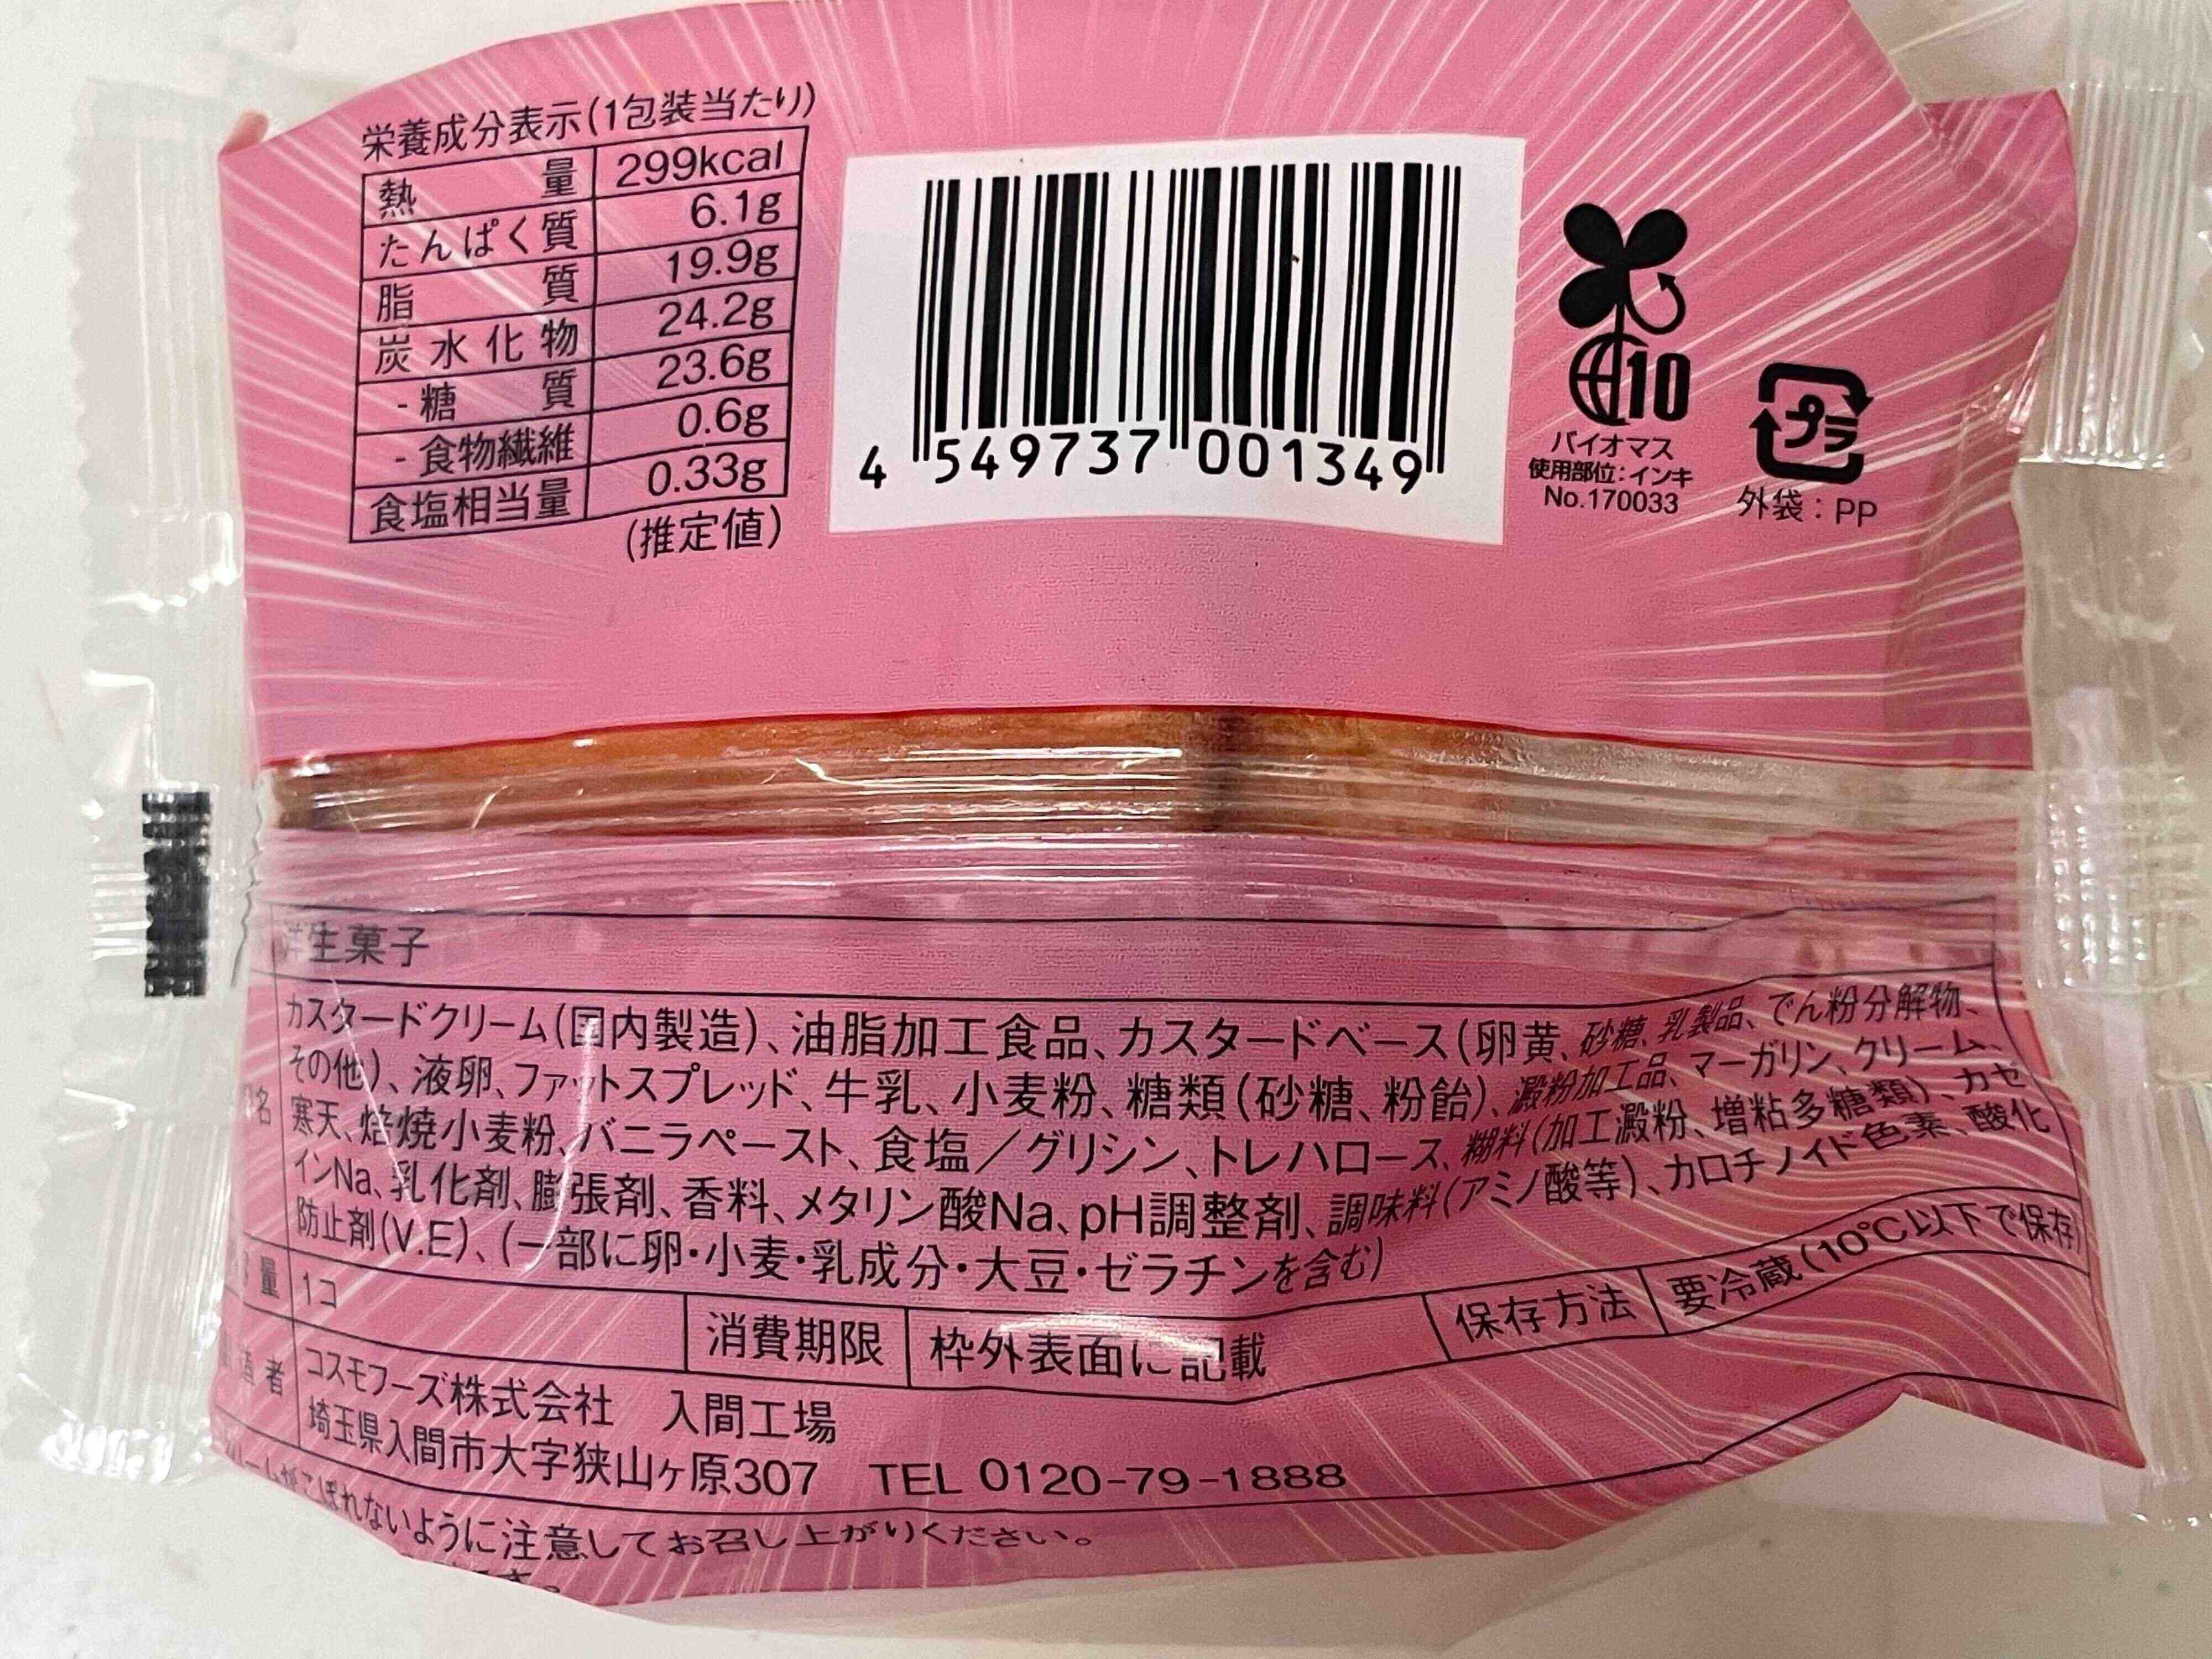 栄養成分表示(1包装当たり)
熱量 299kcal
たんぱく質 6.1g
脂質 19.9g
炭水化物 24.2g
-糖質 23.6g
-食物繊維 0.6g
食塩相当量 0.33g
(推定値)
4 549737 001349
10
バイオマス
使用部位:インキ
No.170033
プラ
外袋:PP
洋生菓子
カスタードクリーム(国内製造)、油脂加工食品、カスタードベース(卵黄、砂糖、乳製品、でん粉分解物、
その他)、液卵、ファットスプレッド、牛乳、小麦粉、糖類(砂糖、粉飴)、澱粉加工品、マーガリン、クリーム、
名 寒天、焙焼小麦粉、バニラペースト、食塩/グリシン、トレハロース、糊料(加工澱粉、増粘多糖類)、カゼ
インNa、乳化剤、膨張剤、香料、メタリン酸Na、pH調整剤、調味料(アミノ酸等)、カロチノイド色素、酸化
防止剤(V.E)、(一部に卵・小麦・乳成分・大豆・ゼラチンを含む)
量 1コ 消費期限 枠外表面に記載 保存方法 要冷蔵(10℃以下で保存)
造者 コスモフーズ株式会社 入間工場
埼玉県入間市大字狭山ヶ原307 TEL 0120-79-1888
ームがこぼれないように注意してお召し上がりください。
ます。